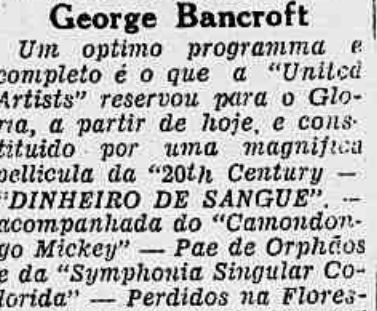 George Bancroft
Um optimo programma e
completo é o que a "United
Artists" reservou para o Glo-
ria, a partir de hoje, e cons-
tituido por uma magnifica
pellicula da "20th Century —
"DINHEIRO DE SANGUE". —
acompanhada do "Camondon-
go Mickey" — Pae de Orphãos
e da "Symphonia Singular Co-
lorida" — Perdidos na Flores-